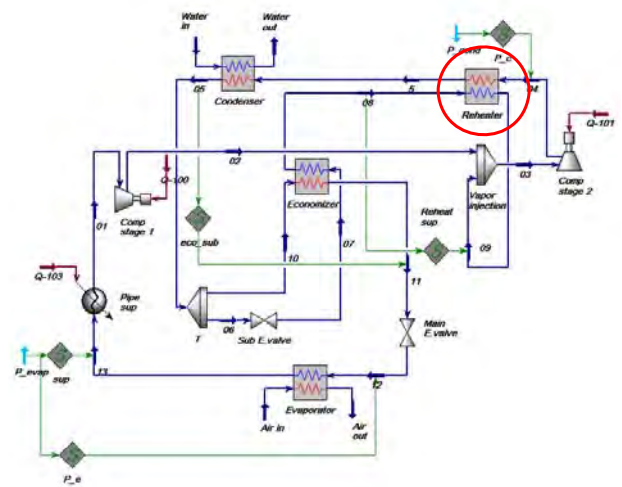 Water
in
Water
out
P_cond
P_c
05
Condenser
5
04
08
Reheater
Q-101
02
Q-100
Economizer
03
Comp
stage 2
Vapor
injection
Comp
stage 1
01
eco_sub
07
Reheat
sup
10
09
Q-103
11
Pipe
sup
T
06
Sub E.valve
Main
E.valve
P_evap
sup
13
12
Evaporator
Air in
Air
out
P_e